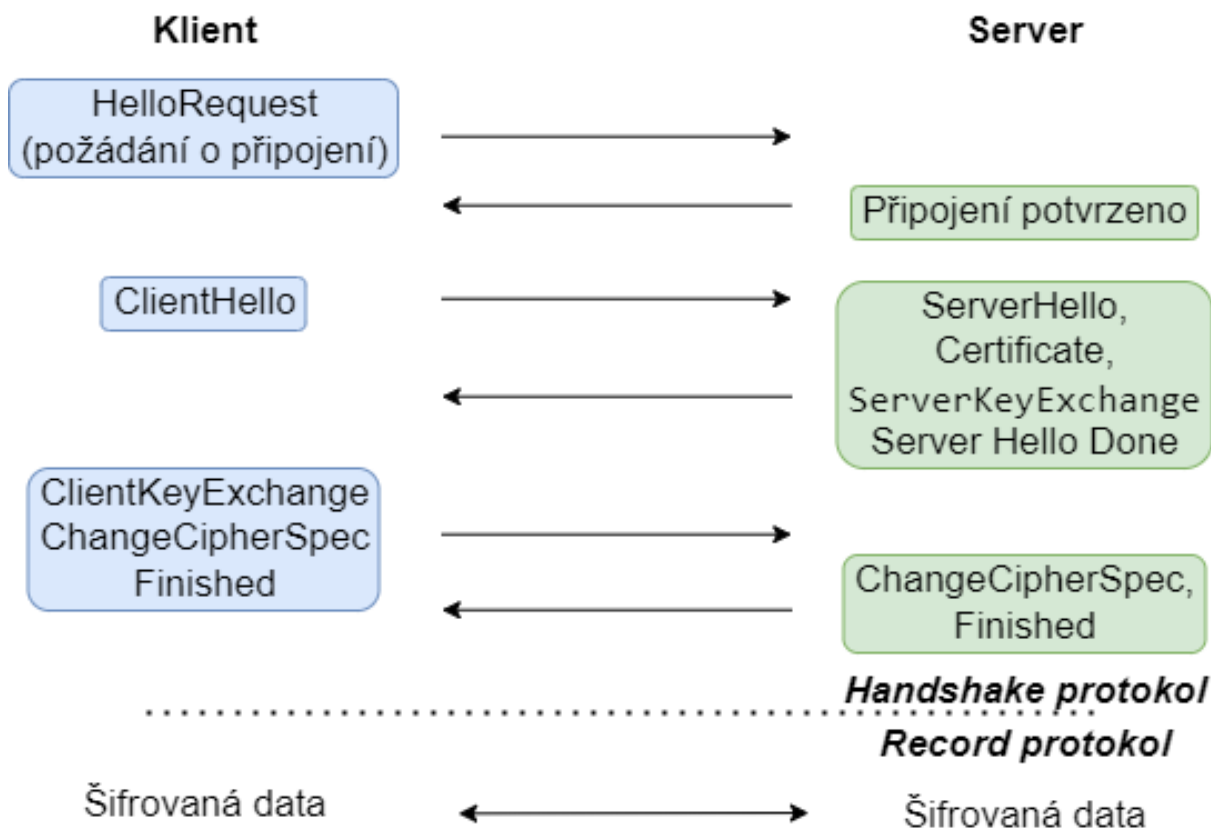 Klient
Server
HelloRequest
(požádání o připojení)
Připojení potvrzeno
ClientHello
ServerHello,
Certificate,
ServerKeyExchange
Server Hello Done
ClientKeyExchange
ChangeCipherSpec
Finished
ChangeCipherSpec,
Finished
Handshake protokol
Record protokol
Šifrovaná data
Šifrovaná data